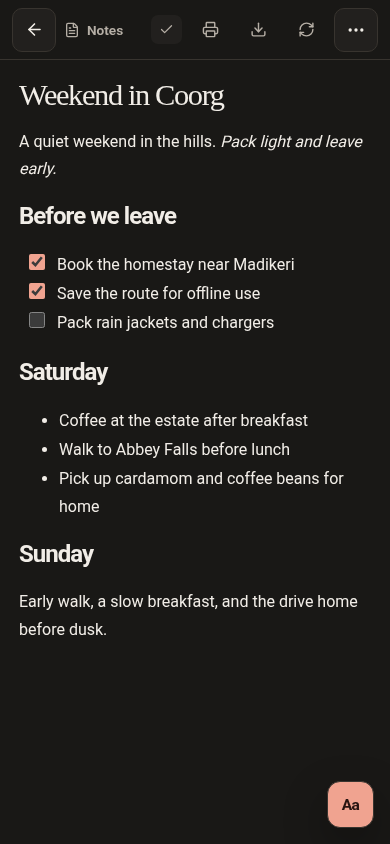 Notes
Weekend in Coorg
A quiet weekend in the hills. Pack light and leave
early.
Before we leave
Book the homestay near Madikeri
Save the route for offline use
Pack rain jackets and chargers
Saturday
Coffee at the estate after breakfast
Walk to Abbey Falls before lunch
Pick up cardamom and coffee beans for
home
Sunday
Early walk, a slow breakfast, and the drive home
before dusk.
Aa